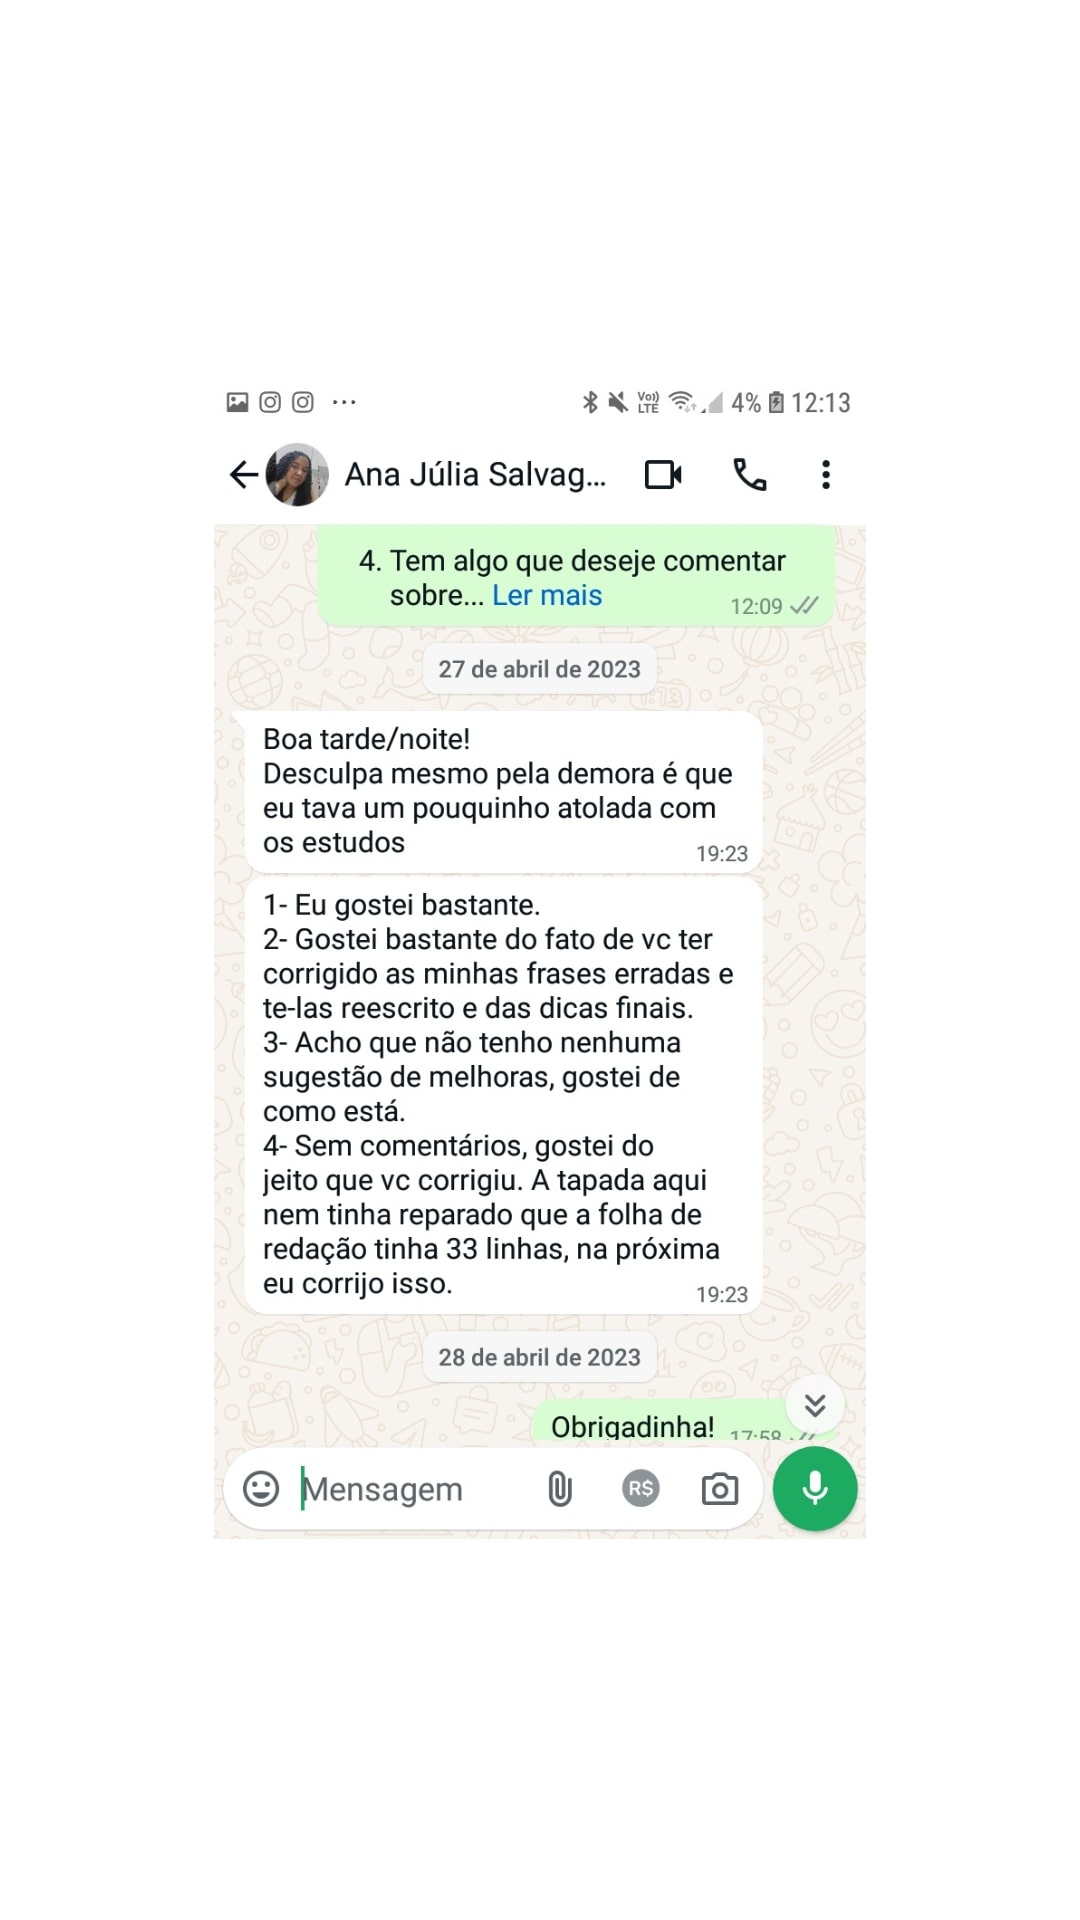 Vo))
LTE
4%
12:13
Ana Júlia Salvag...
4. Tem algo que deseje comentar
sobre... Ler mais
12:09
27 de abril de 2023
Boa tarde/noite!
Desculpa mesmo pela demora é que
eu tava um pouquinho atolada com
os estudos
19:23
1- Eu gostei bastante.
2- Gostei bastante do fato de vc ter
corrigido as minhas frases erradas e
te-las reescrito e das dicas finais.
3- Acho que não tenho nenhuma
sugestão de melhoras, gostei de
como está.
4- Sem comentários, gostei do
jeito que vc corrigiu. A tapada aqui
nem tinha reparado que a folha de
redação tinha 33 linhas, na próxima
eu corrijo isso.
19:23
28 de abril de 2023
Obrigadinha!
17:58
Mensagem
R$